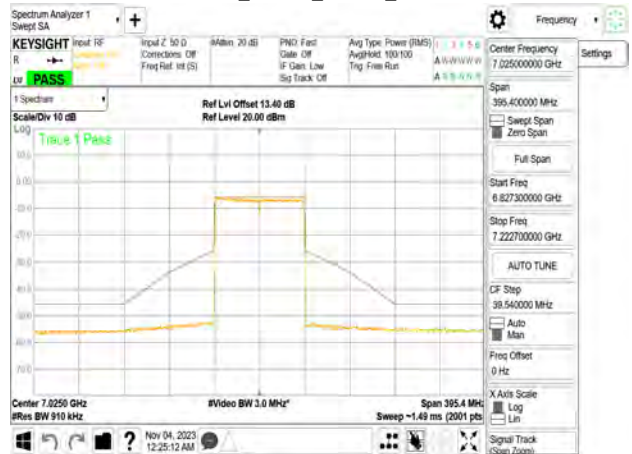 Spectrum Analyzer 1
Swept SA
+
Frequency
KEYSIGHT
Input: RF
Input Z: 50 Ω
Corrections: Off
Freq Ref: Int (S)
#Atten: 20 dB
PNO: Fast
Gate: Off
IF Gain: Low
Sig Track: Off
Avg Type: Power (RMS)
Avg|Hold: 100/100
Trig: Free Run
R
PASS
Center Frequency
7.025000000 GHz
Settings
Span
395.400000 MHz
Swept Span
Zero Span
Full Span
Start Freq
6.827300000 GHz
Stop Freq
7.222700000 GHz
AUTO TUNE
CF Step
39.540000 MHz
Auto
Man
Freq Offset
0 Hz
X Axis Scale
Log
Lin
Signal Track
(Span Zoom)
1 Spectrum
Scale/Div 10 dB
Ref Lvl Offset 13.40 dB
Ref Level 20.00 dBm
Log
Trace 1 Pass
Center 7.0250 GHz
#Res BW 910 kHz
#Video BW 3.0 MHz*
Span 395.4 MHz
Sweep ~1.49 ms (2001 pts
?
Nov 04, 2023
12:25:12 AM